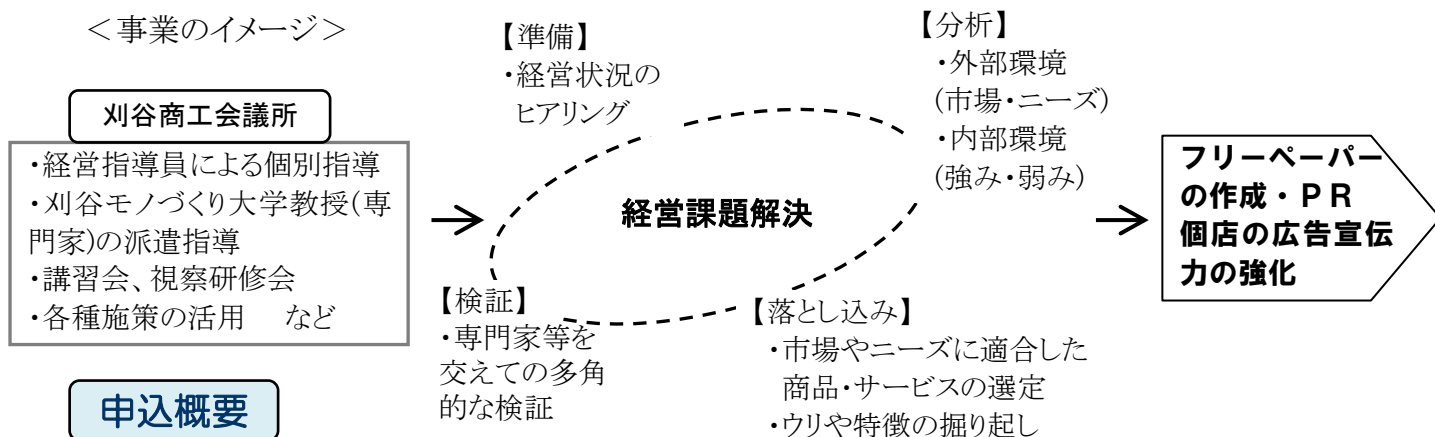 ＜事業のイメージ＞
刈谷商工会議所
・経営指導員による個別指導
・刈谷モノづくり大学教授(専
門家)の派遣指導
・講習会、視察研修会
・各種施策の活用　など
申込概要
【準備】
・経営状況の
ヒアリング
【分析】
・外部環境
(市場・ニーズ)
・内部環境
(強み・弱み)
経営課題解決
【検証】
・専門家等を
交えての多角
的な検証
【落とし込み】
・市場やニーズに適合した
商品・サービスの選定
・ウリや特徴の掘り起し
フリーペーパー
の作成・ＰＲ
個店の広告宣伝
力の強化